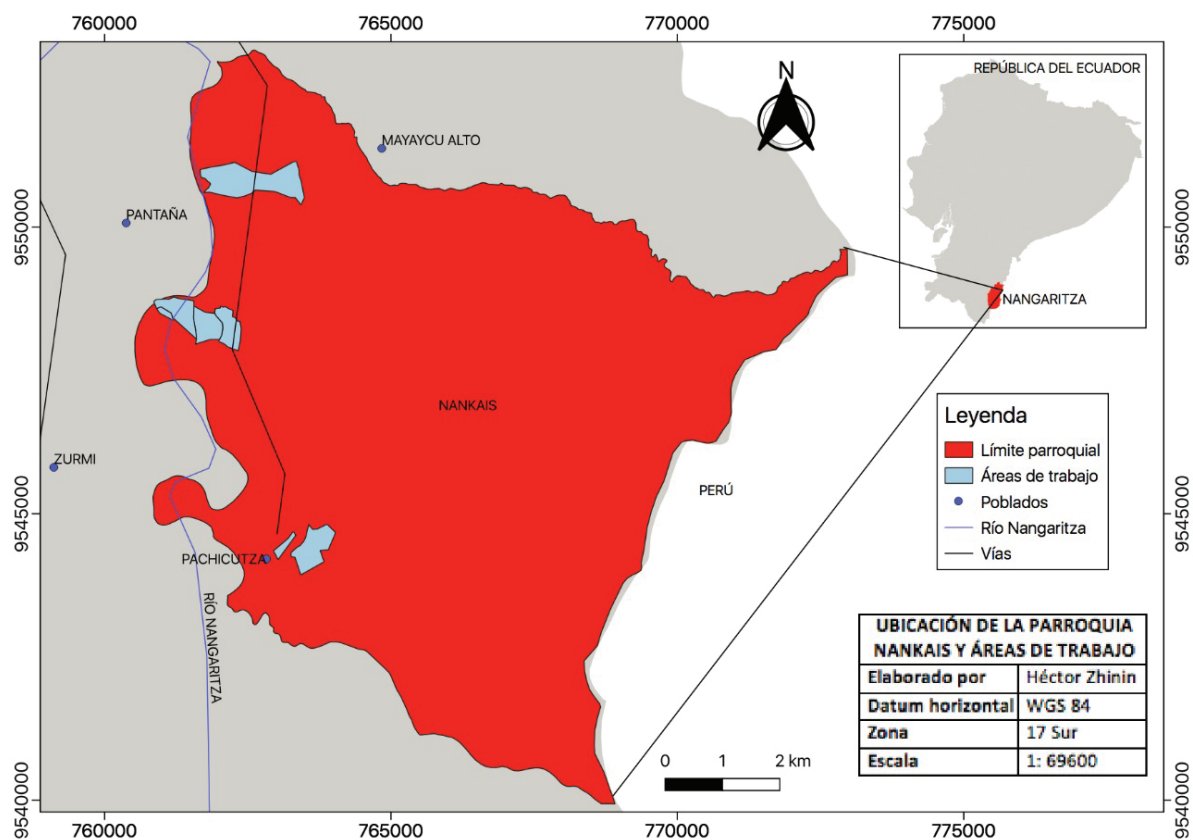 760000 765000 770000 775000
N
REPÚBLICA DEL ECUADOR
NANGARITZA
MAYAYCU ALTO
PANTAÑA
9550000 9550000
NANKAIS
ZURMI
PERÚ
Leyenda
Límite parroquial
Áreas de trabajo
Poblados
Río Nangaritza
Vías
9545000 9545000
PACHICUTZA
RÍO NANGARITZA
UBICACIÓN DE LA PARROQUIA
NANKAIS Y ÁREAS DE TRABAJO
Elaborado por Héctor Zhinin
Datum horizontal WGS 84
Zona 17 Sur
Escala 1: 69600
0 1 2 km
9540000 9540000
760000 765000 770000 775000